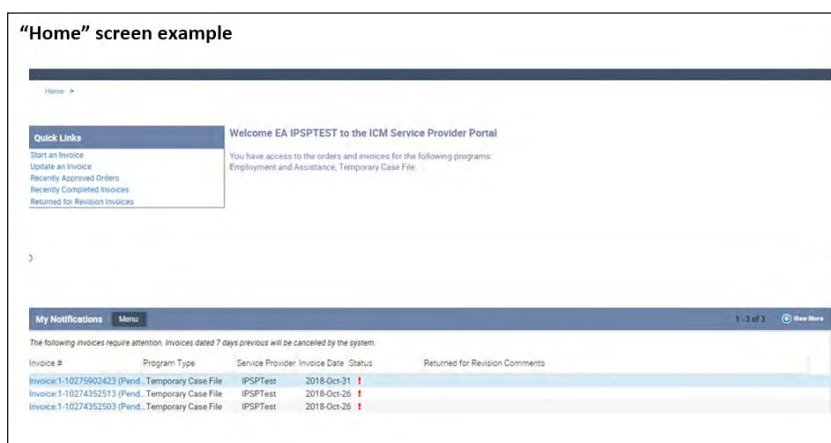 “Home” screen example
Home >
Quick Links
Start an Invoice
Update an Invoice
Recently Approved Orders
Recently Completed Invoices
Returned for Revision Invoices
Welcome EA IPSPTEST to the ICM Service Provider Portal
You have access to the orders and invoices for the following programs:
Employment and Assistance, Temporary Case File
My Notifications Menu 1 - 3 of 3 View More
The following invoices require attention. Invoices dated 7 days previous will be cancelled by the system.
Invoice # Program Type Service Provider Invoice Date Status Returned for Revision Comments
Invoice:1-10275902423 (Pend... Temporary Case File IPSPTest 2018-Oct-31 !
Invoice:1-10274352513 (Pend... Temporary Case File IPSPTest 2018-Oct-26 !
Invoice:1-10274352503 (Pend... Temporary Case File IPSPTest 2018-Oct-26 !